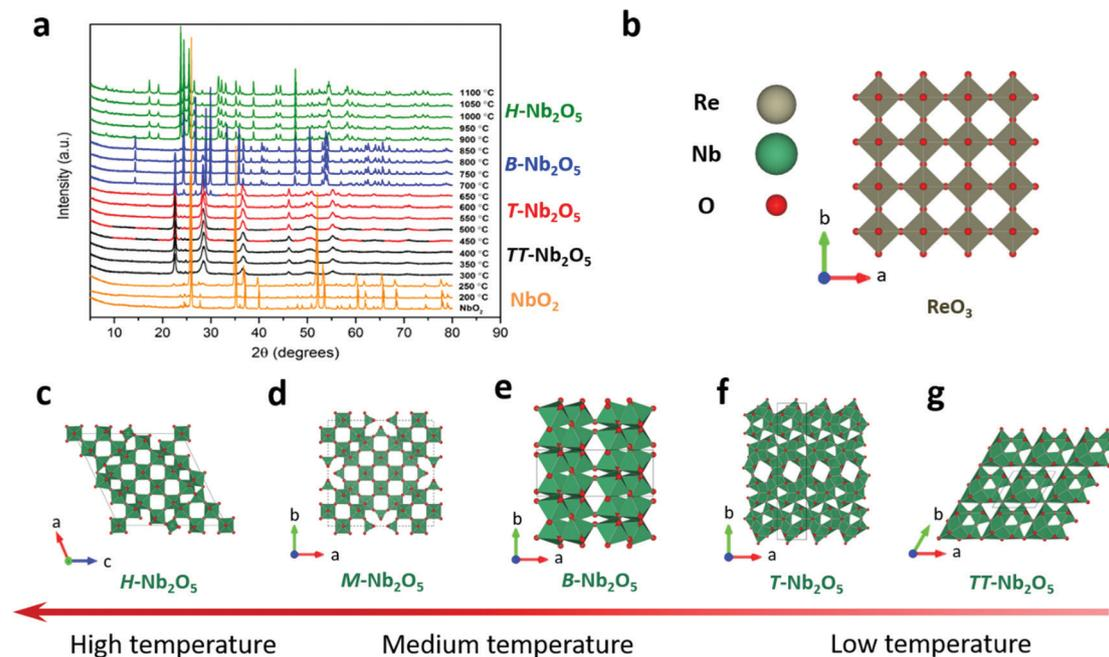 a
Intensity (a.u.)
1100 °C
1050 °C
1000 °C
950 °C
900 °C
850 °C
800 °C
750 °C
700 °C
650 °C
600 °C
550 °C
500 °C
450 °C
400 °C
350 °C
300 °C
250 °C
200 °C
NbO₂
H-Nb₂O₅
B-Nb₂O₅
T-Nb₂O₅
TT-Nb₂O₅
NbO₂
10 20 30 40 50 60 70 80 90
2θ (degrees)
b
Re
Nb
O
b
a
ReO₃
c
a
c
H-Nb₂O₅
d
b
a
M-Nb₂O₅
e
b
a
B-Nb₂O₅
f
b
a
T-Nb₂O₅
g
b
a
TT-Nb₂O₅
High temperature
Medium temperature
Low temperature